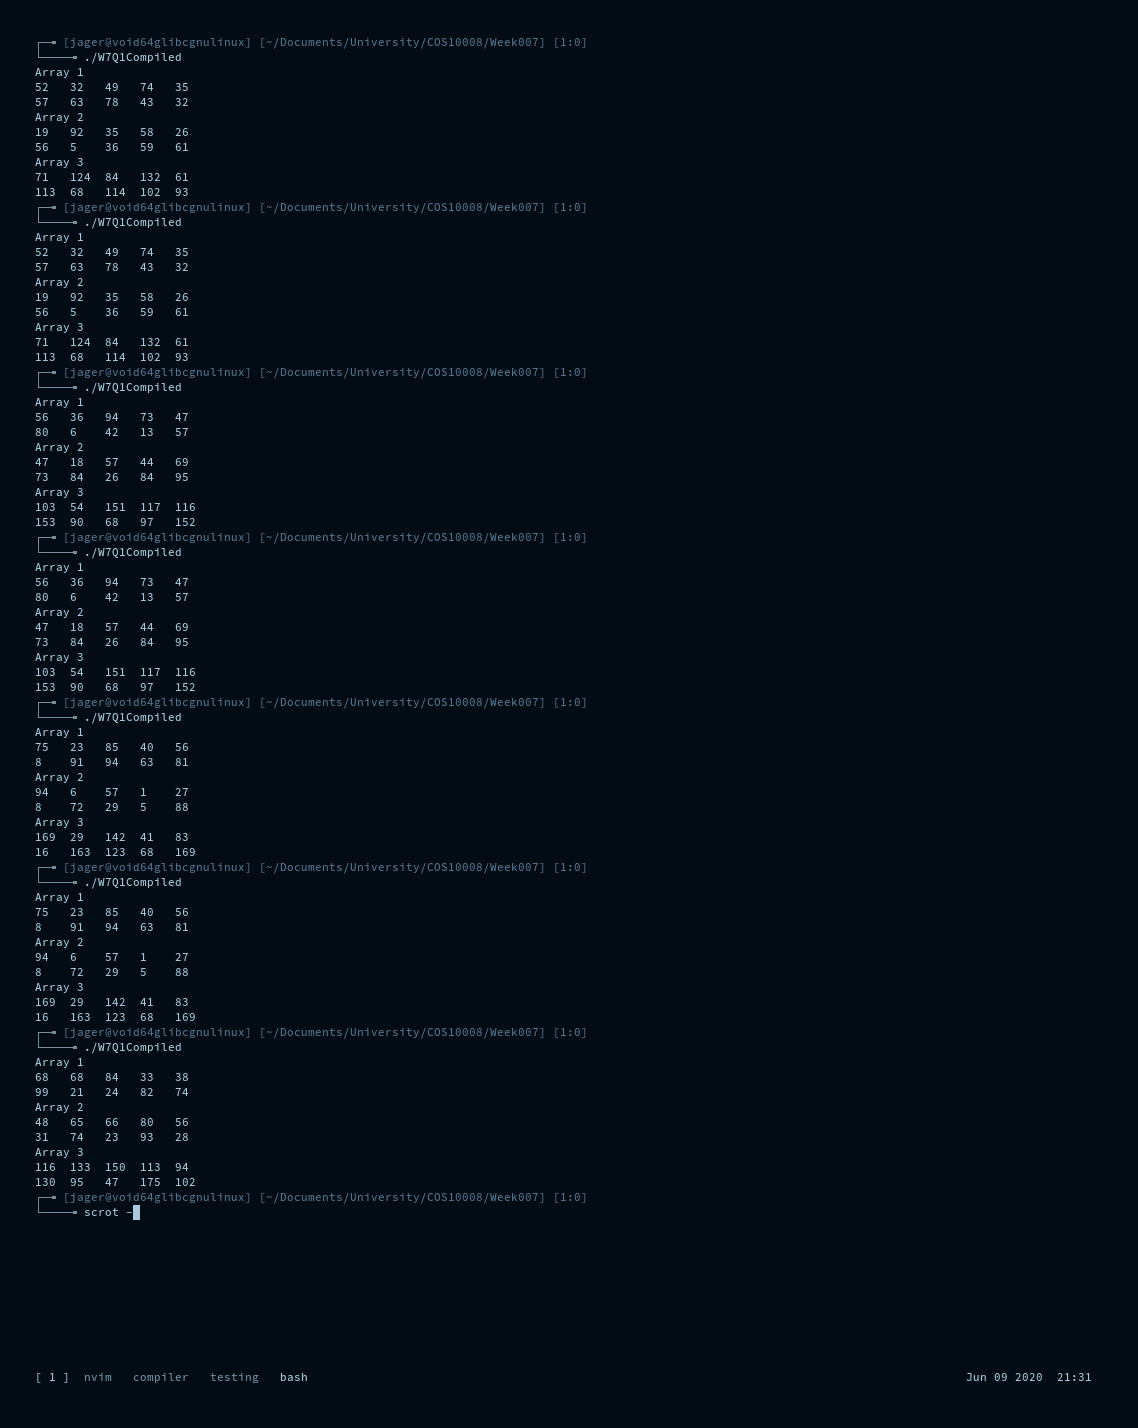 [jager@void64glibcgnulinux] [~/Documents/University/COS10008/Week007] [1:0]
./W7Q1Compiled
Array 1
52 32 49 74 35
57 63 78 43 32
Array 2
19 92 35 58 26
56 5 36 59 61
Array 3
71 124 84 132 61
113 68 114 102 93
[jager@void64glibcgnulinux] [~/Documents/University/COS10008/Week007] [1:0]
./W7Q1Compiled
Array 1
52 32 49 74 35
57 63 78 43 32
Array 2
19 92 35 58 26
56 5 36 59 61
Array 3
71 124 84 132 61
113 68 114 102 93
[jager@void64glibcgnulinux] [~/Documents/University/COS10008/Week007] [1:0]
./W7Q1Compiled
Array 1
56 36 94 73 47
80 6 42 13 57
Array 2
47 18 57 44 69
73 84 26 84 95
Array 3
103 54 151 117 116
153 90 68 97 152
[jager@void64glibcgnulinux] [~/Documents/University/COS10008/Week007] [1:0]
./W7Q1Compiled
Array 1
56 36 94 73 47
80 6 42 13 57
Array 2
47 18 57 44 69
73 84 26 84 95
Array 3
103 54 151 117 116
153 90 68 97 152
[jager@void64glibcgnulinux] [~/Documents/University/COS10008/Week007] [1:0]
./W7Q1Compiled
Array 1
75 23 85 40 56
8 91 94 63 81
Array 2
94 6 57 1 27
8 72 29 5 88
Array 3
169 29 142 41 83
16 163 123 68 169
[jager@void64glibcgnulinux] [~/Documents/University/COS10008/Week007] [1:0]
./W7Q1Compiled
Array 1
75 23 85 40 56
8 91 94 63 81
Array 2
94 6 57 1 27
8 72 29 5 88
Array 3
169 29 142 41 83
16 163 123 68 169
[jager@void64glibcgnulinux] [~/Documents/University/COS10008/Week007] [1:0]
./W7Q1Compiled
Array 1
68 68 84 33 38
99 21 24 82 74
Array 2
48 65 66 80 56
31 74 23 93 28
Array 3
116 133 150 113 94
130 95 47 175 102
[jager@void64glibcgnulinux] [~/Documents/University/COS10008/Week007] [1:0]
scrot -
[ 1 ] nvim compiler testing bash Jun 09 2020 21:31